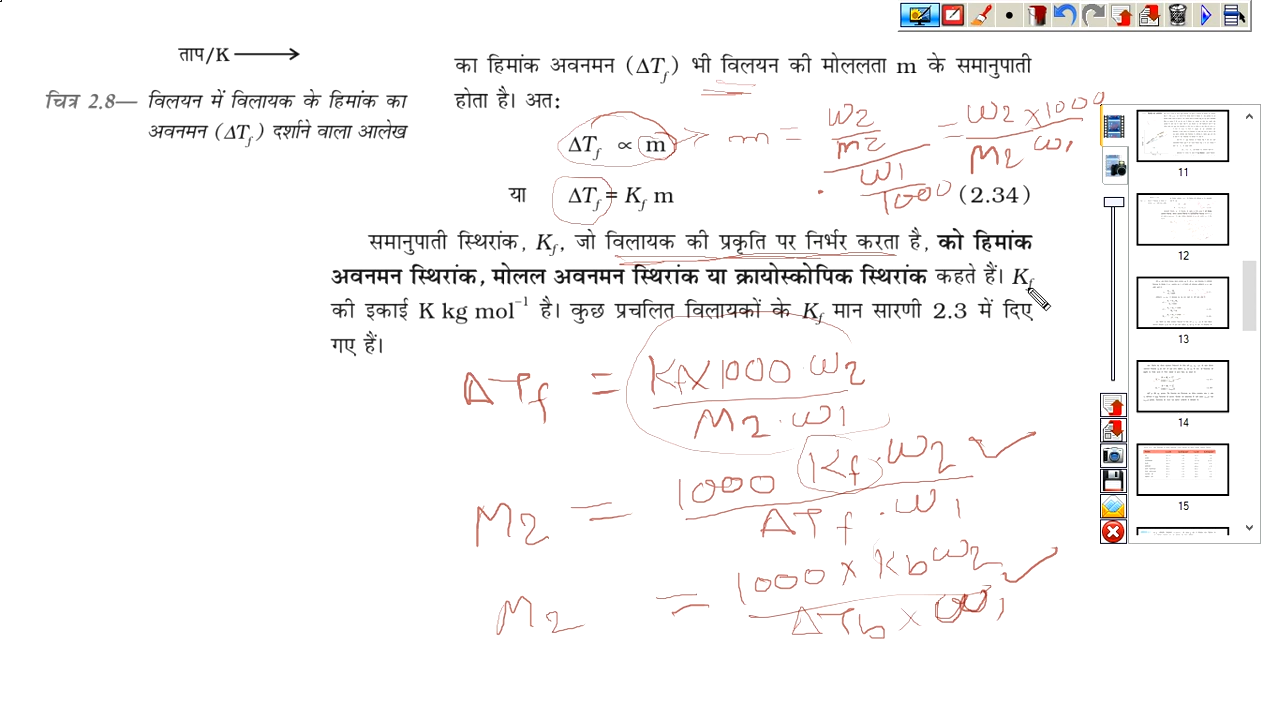 ताप/K
चित्र 2.8— विलयन में विलायक के हिमांक का
अवनमन (ΔTf) दर्शाने वाला आलेख
का हिमांक अवनमन (ΔTf) भी विलयन की मोललता m के समानुपाती
होता है। अत:
ΔTf ∝ m
m = w2/M2 / w1/1000 = w2 x 1000 / M2 w1
या ΔTf = Kf m (2.34)
समानुपाती स्थिरांक, Kf, जो विलायक की प्रकृति पर निर्भर करता है, को हिमांक
अवनमन स्थिरांक, मोलल अवनमन स्थिरांक या क्रायोस्कोपिक स्थिरांक कहते हैं। Kf
की इकाई K kg mol⁻¹ है। कुछ प्रचलित विलायकों के Kf मान सारणी 2.3 में दिए
गए हैं।
ΔTf = Kf x 1000 · w2 / M2 · w1
M2 = 1000 Kf · w2 / ΔTf · w1
M2 = 1000 x Kb w2 / ΔTb x w1
11
12
13
14
15